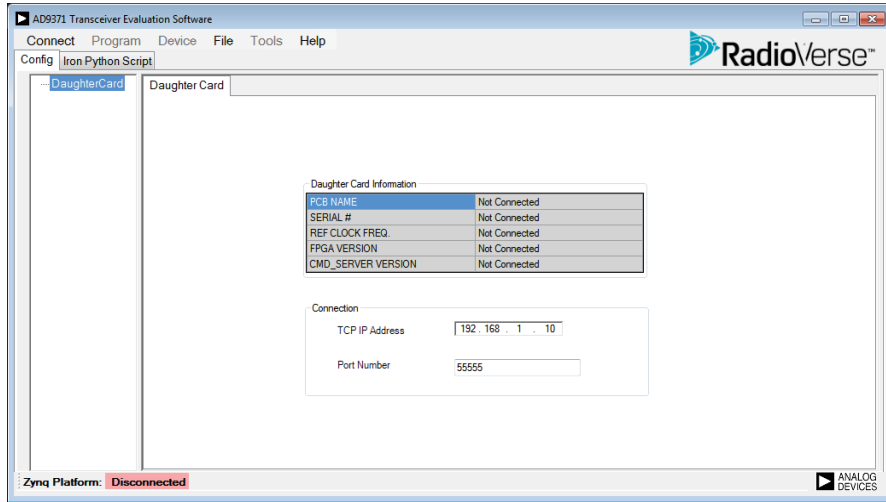 AD9371 Transceiver Evaluation Software
Connect Program Device File Tools Help
RadioVerse™
Config Iron Python Script
DaughterCard
Daughter Card
Daughter Card Information
PCB NAME Not Connected
SERIAL # Not Connected
REF CLOCK FREQ. Not Connected
FPGA VERSION Not Connected
CMD_SERVER VERSION Not Connected
Connection
TCP IP Address 192 . 168 . 1 . 10
Port Number 55555
Zynq Platform: Disconnected
ANALOG
DEVICES